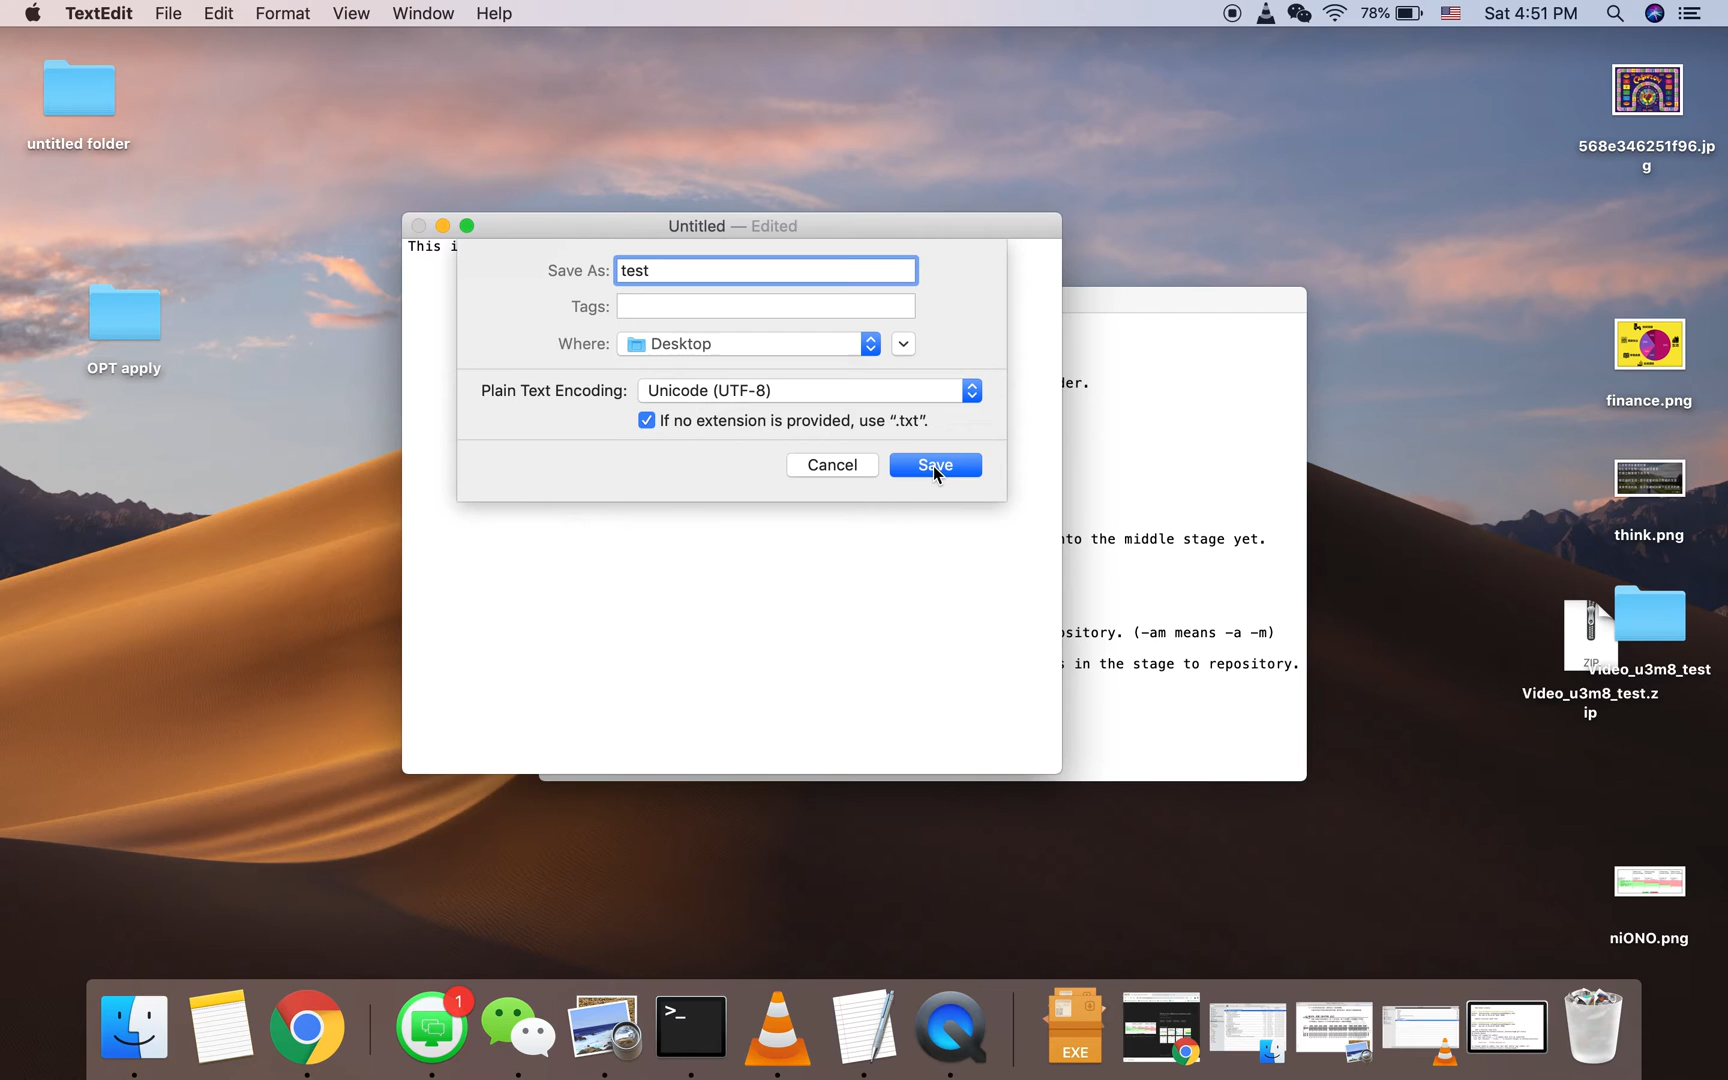 TextEdit File Edit Format View Window Help 78% Sat 4:51 PM
untitled folder
OPT apply
Untitled — Edited
This i
Save As: test
Tags:
Where: Desktop
Plain Text Encoding: Unicode (UTF-8)
If no extension is provided, use “.txt”.
Cancel Save
der.
nto the middle stage yet.
ository. (-am means -a -m)
s in the stage to repository.
568e346251f96.jp
g
finance.png
think.png
ZIP
Video_u3m8_test
Video_u3m8_test.z
ip
niONO.png
1
>_
EXE